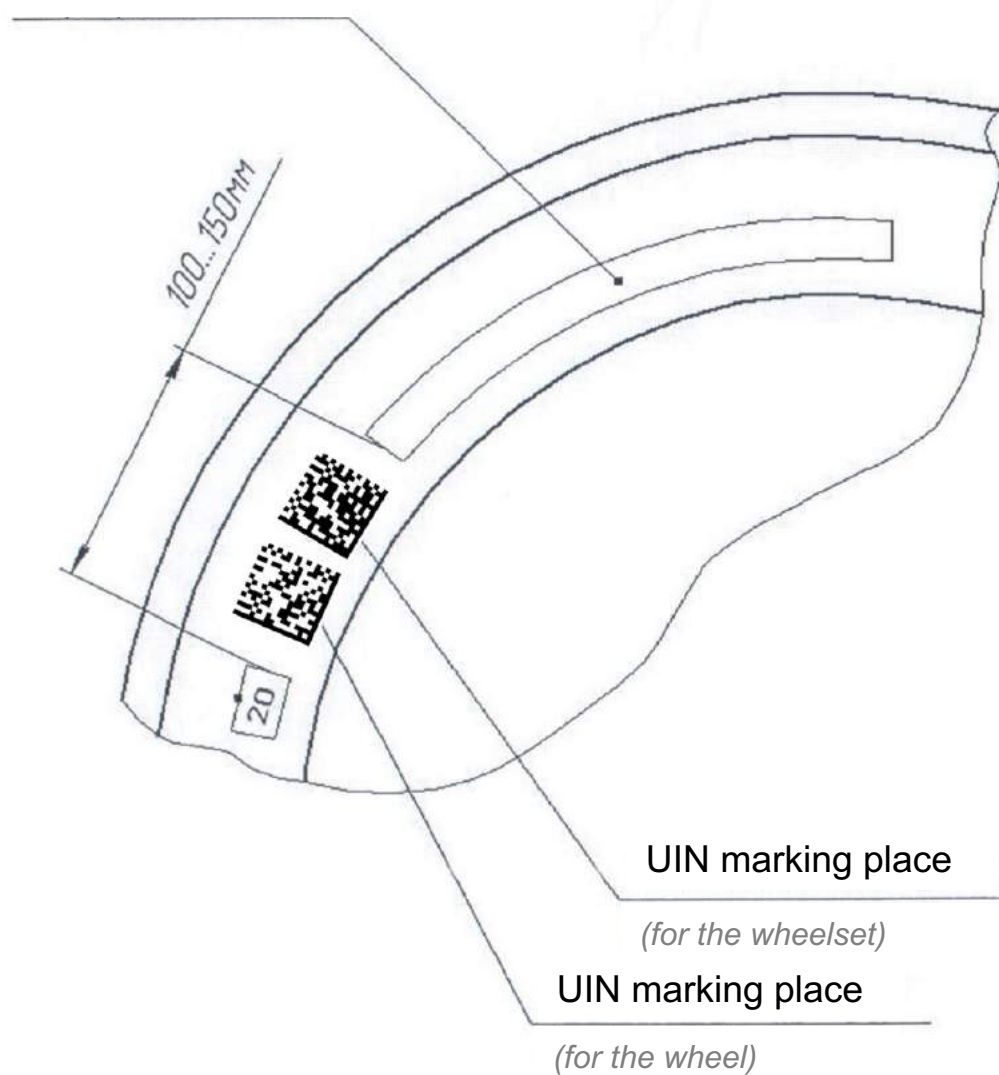 100...150мм
20
UIN marking place
(for the wheelset)
UIN marking place
(for the wheel)